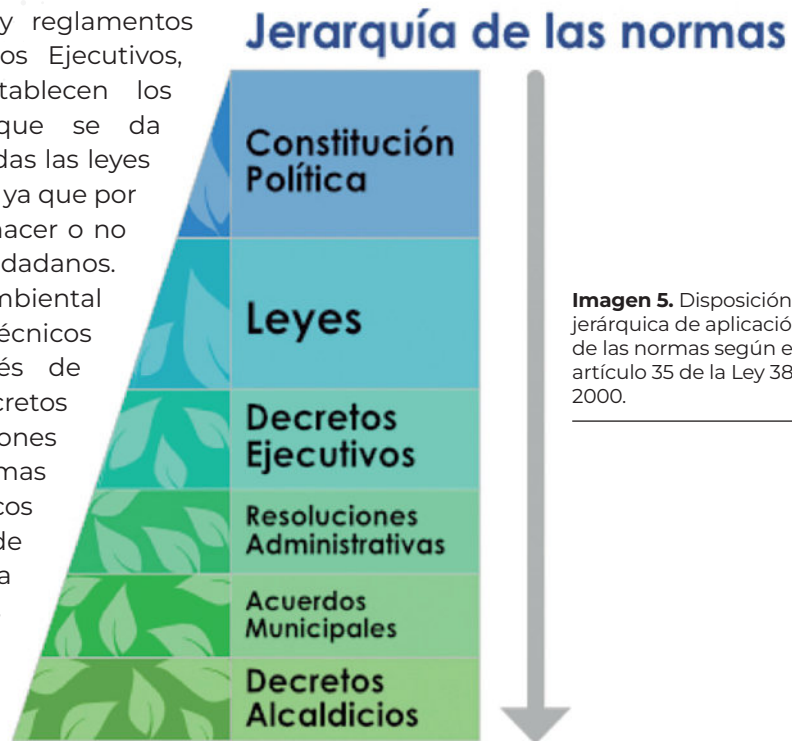 y reglamentos
os Ejecutivos,
tablecen los
que se da
das las leyes
ya que por
hacer o no
dadanos.
mbiental
écnicos
és de
cretos
ones
mas
cos
de
a
Jerarquía de las normas
Constitución
Política
Leyes
Decretos
Ejecutivos
Resoluciones
Administrativas
Acuerdos
Municipales
Decretos
Alcaldicios
Imagen 5. Disposición
jerárquica de aplicació
de las normas según e
artículo 35 de la Ley 38
2000.